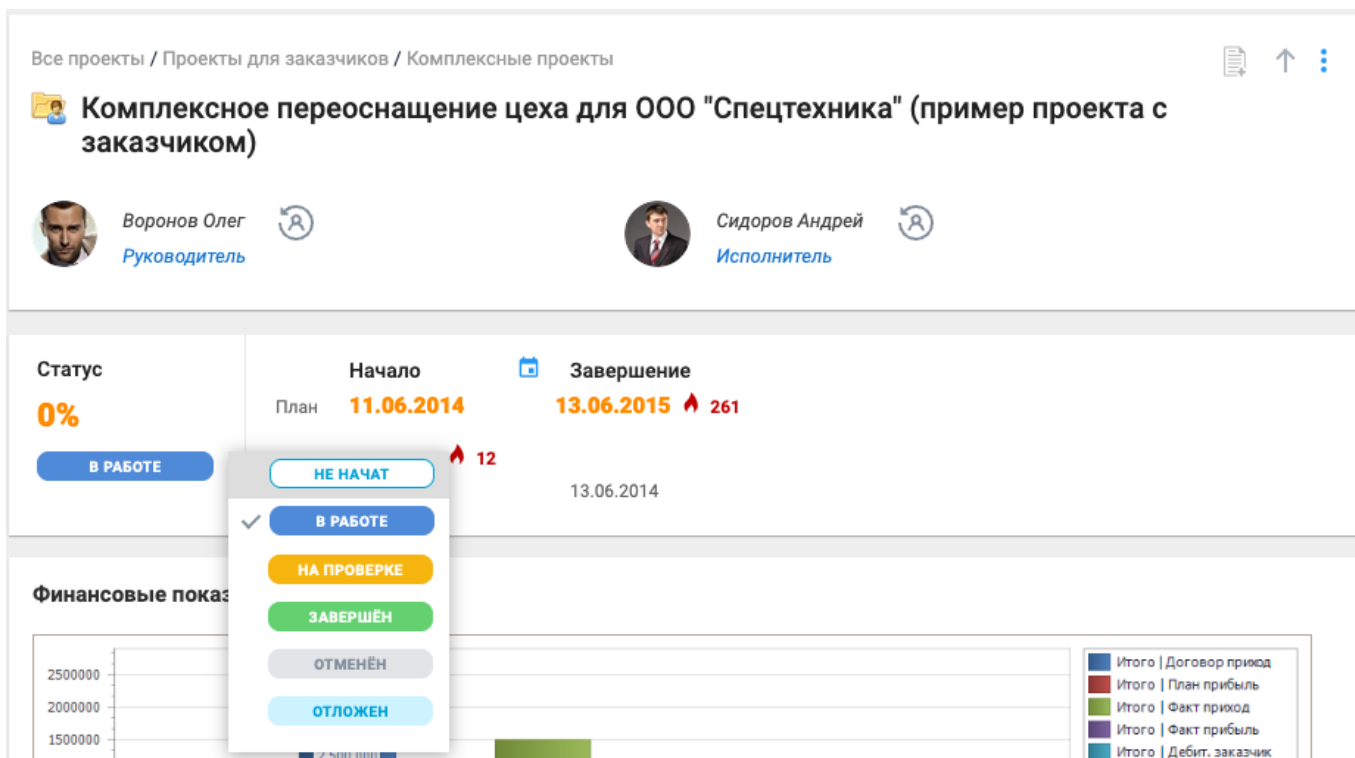 Все проекты / Проекты для заказчиков / Комплексные проекты
Комплексное переоснащение цеха для ООО "Спецтехника" (пример проекта с
заказчиком)
Воронов Олег
Руководитель
Сидоров Андрей
Исполнитель
Статус
0%
В РАБОТЕ
Начало
Завершение
План
11.06.2014
13.06.2015
261
12
13.06.2014
НЕ НАЧАТ
В РАБОТЕ
НА ПРОВЕРКЕ
ЗАВЕРШЁН
ОТМЕНЁН
ОТЛОЖЕН
Финансовые показ
2500000
2000000
1500000
2 500 000
Итого | Договор приход
Итого | План прибыль
Итого | Факт приход
Итого | Факт прибыль
Итого | Дебит. заказчик